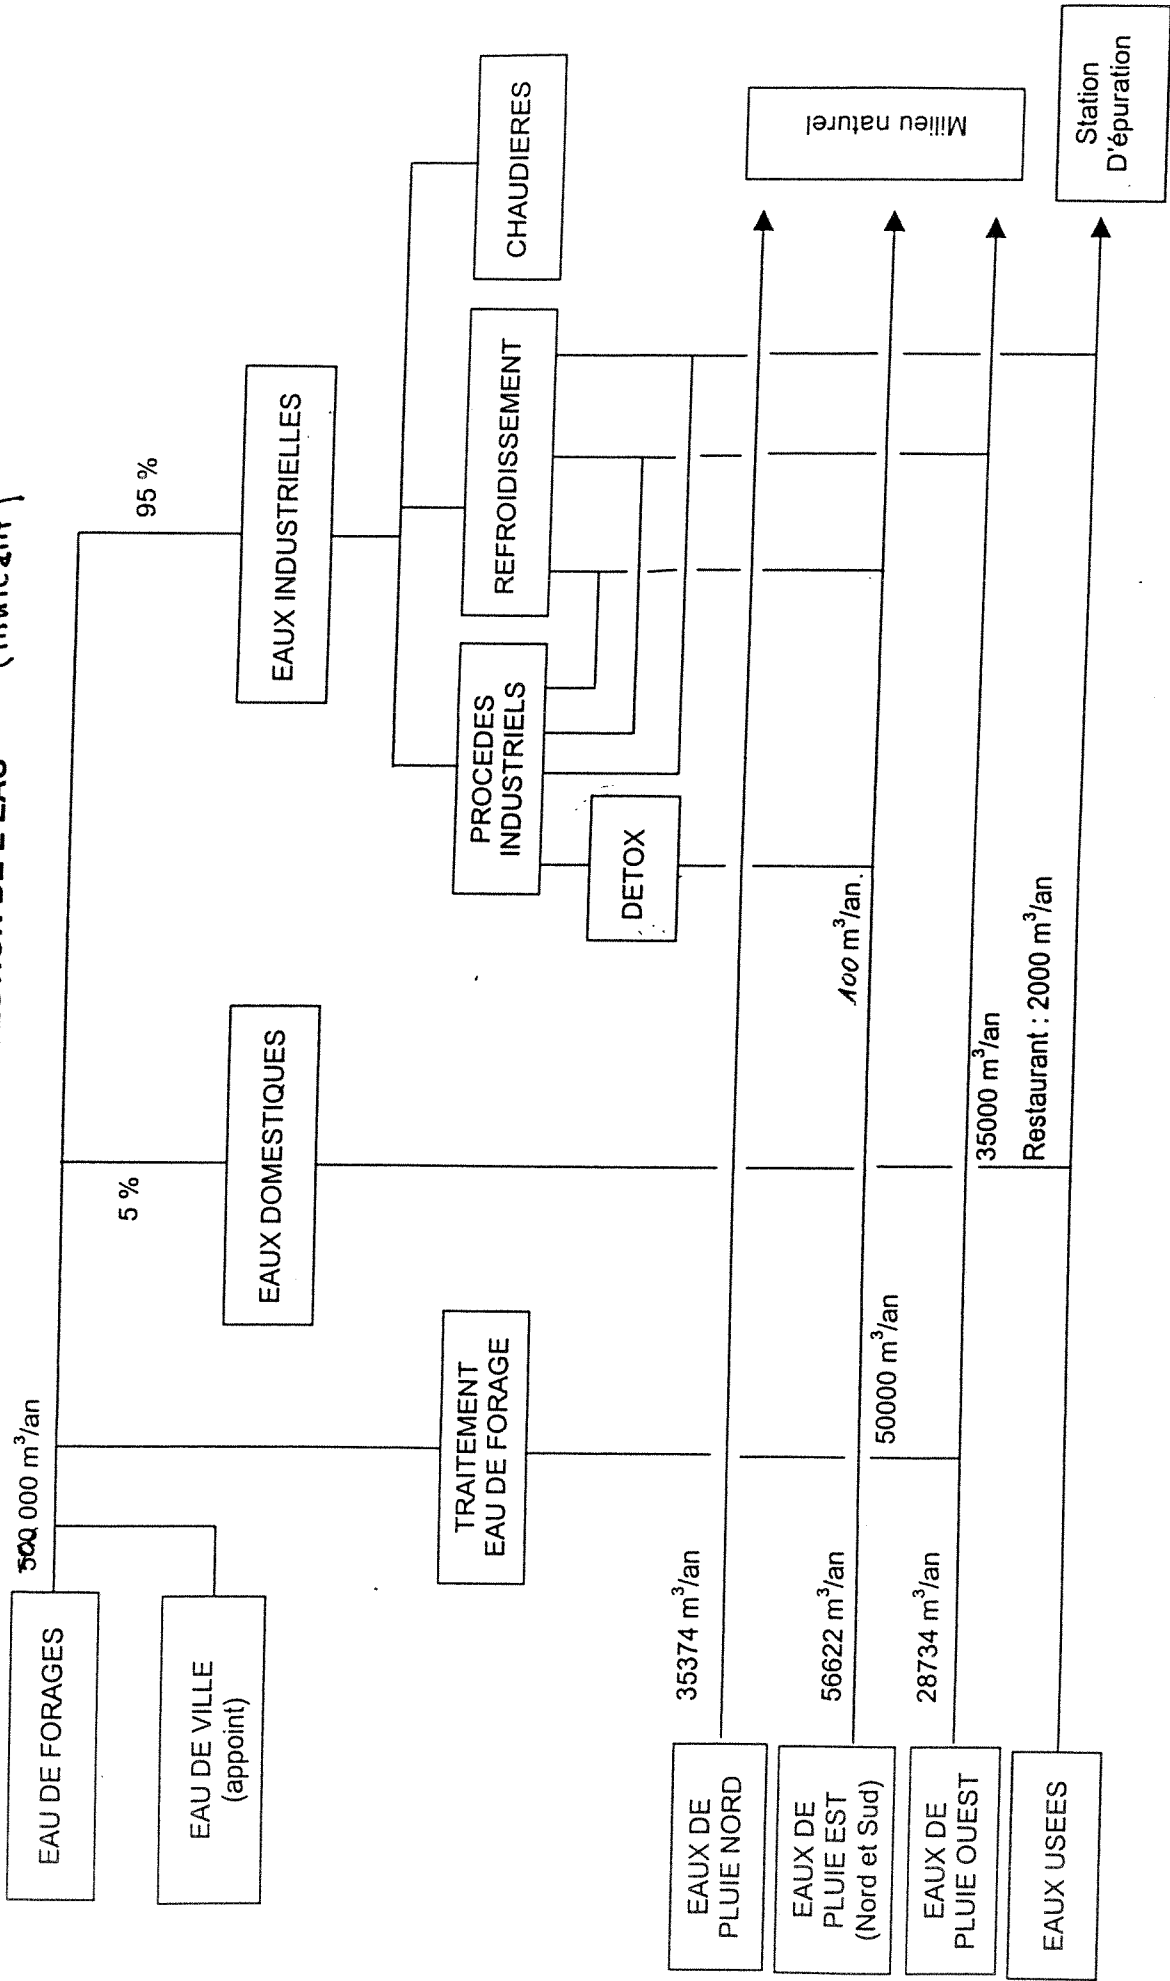 DE L'EAU
500 000 m³/an
EAU DE FORAGES
EAU DE VILLE
(appoint)
5 %
95 %
EAUX DOMESTIQUES
EAUX INDUSTRIELLES
TRAITEMENT
EAU DE FORAGE
PROCEDES
INDUSTRIELS
REFROIDISSEMENT
CHAUDIERES
DETOX
EAUX DE
PLUIE NORD
35374 m³/an
Milieu naturel
EAUX DE
PLUIE EST
(Nord et Sud)
56622 m³/an
100 m³/an.
EAUX DE
PLUIE OUEST
28734 m³/an
50000 m³/an
35000 m³/an
EAUX USEES
Restaurant : 2000 m³/an
Station
D'épuration